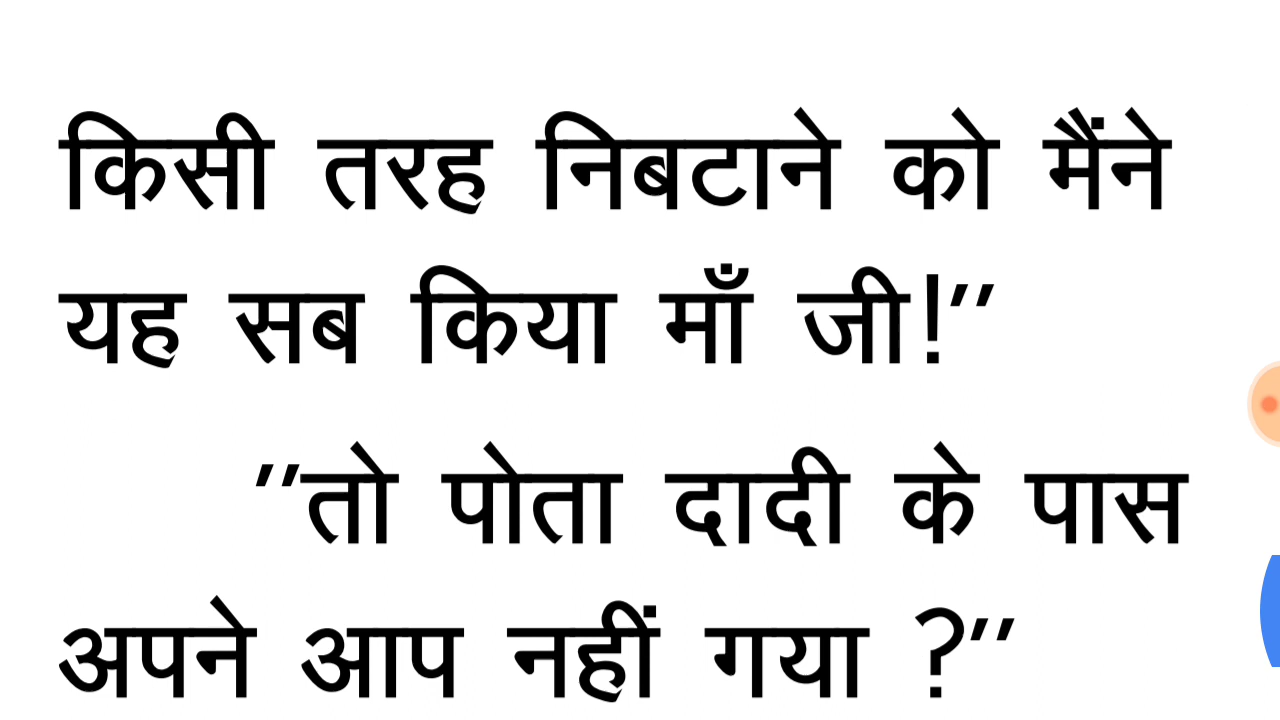 किसी तरह निबटाने को मैंने
यह सब किया माँ जी!”
”तो पोता दादी के पास
अपने आप नहीं गया ?”